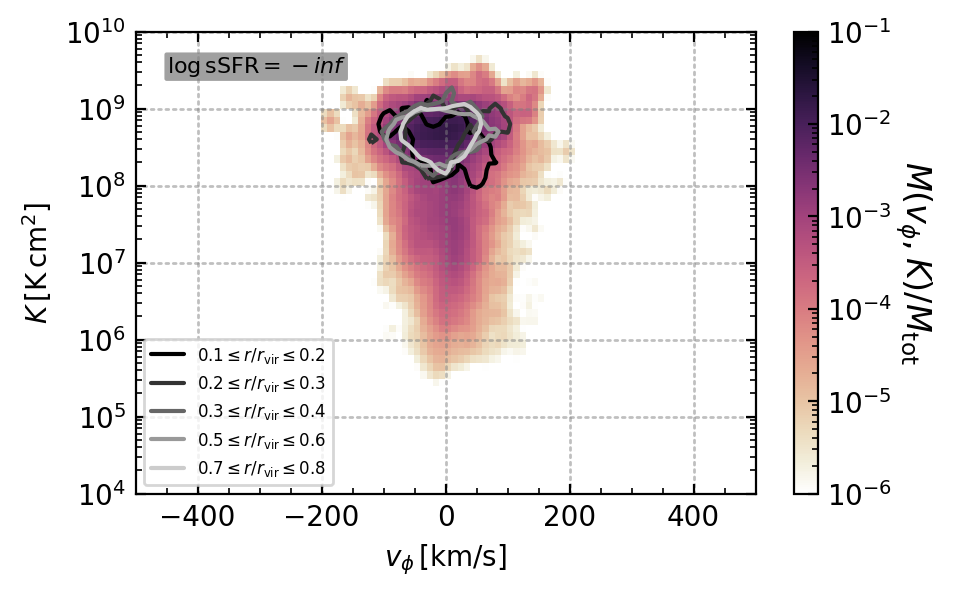 log sSFR = −inf
10^10
10^9
10^8
10^7
10^6
10^5
10^4
K [K cm^2]
0.1 ≤ r/r_vir ≤ 0.2
0.2 ≤ r/r_vir ≤ 0.3
0.3 ≤ r/r_vir ≤ 0.4
0.5 ≤ r/r_vir ≤ 0.6
0.7 ≤ r/r_vir ≤ 0.8
−400 −200 0 200 400
v_ϕ [km/s]
10^−1
10^−2
10^−3
10^−4
10^−5
10^−6
M(v_ϕ, K)/M_tot